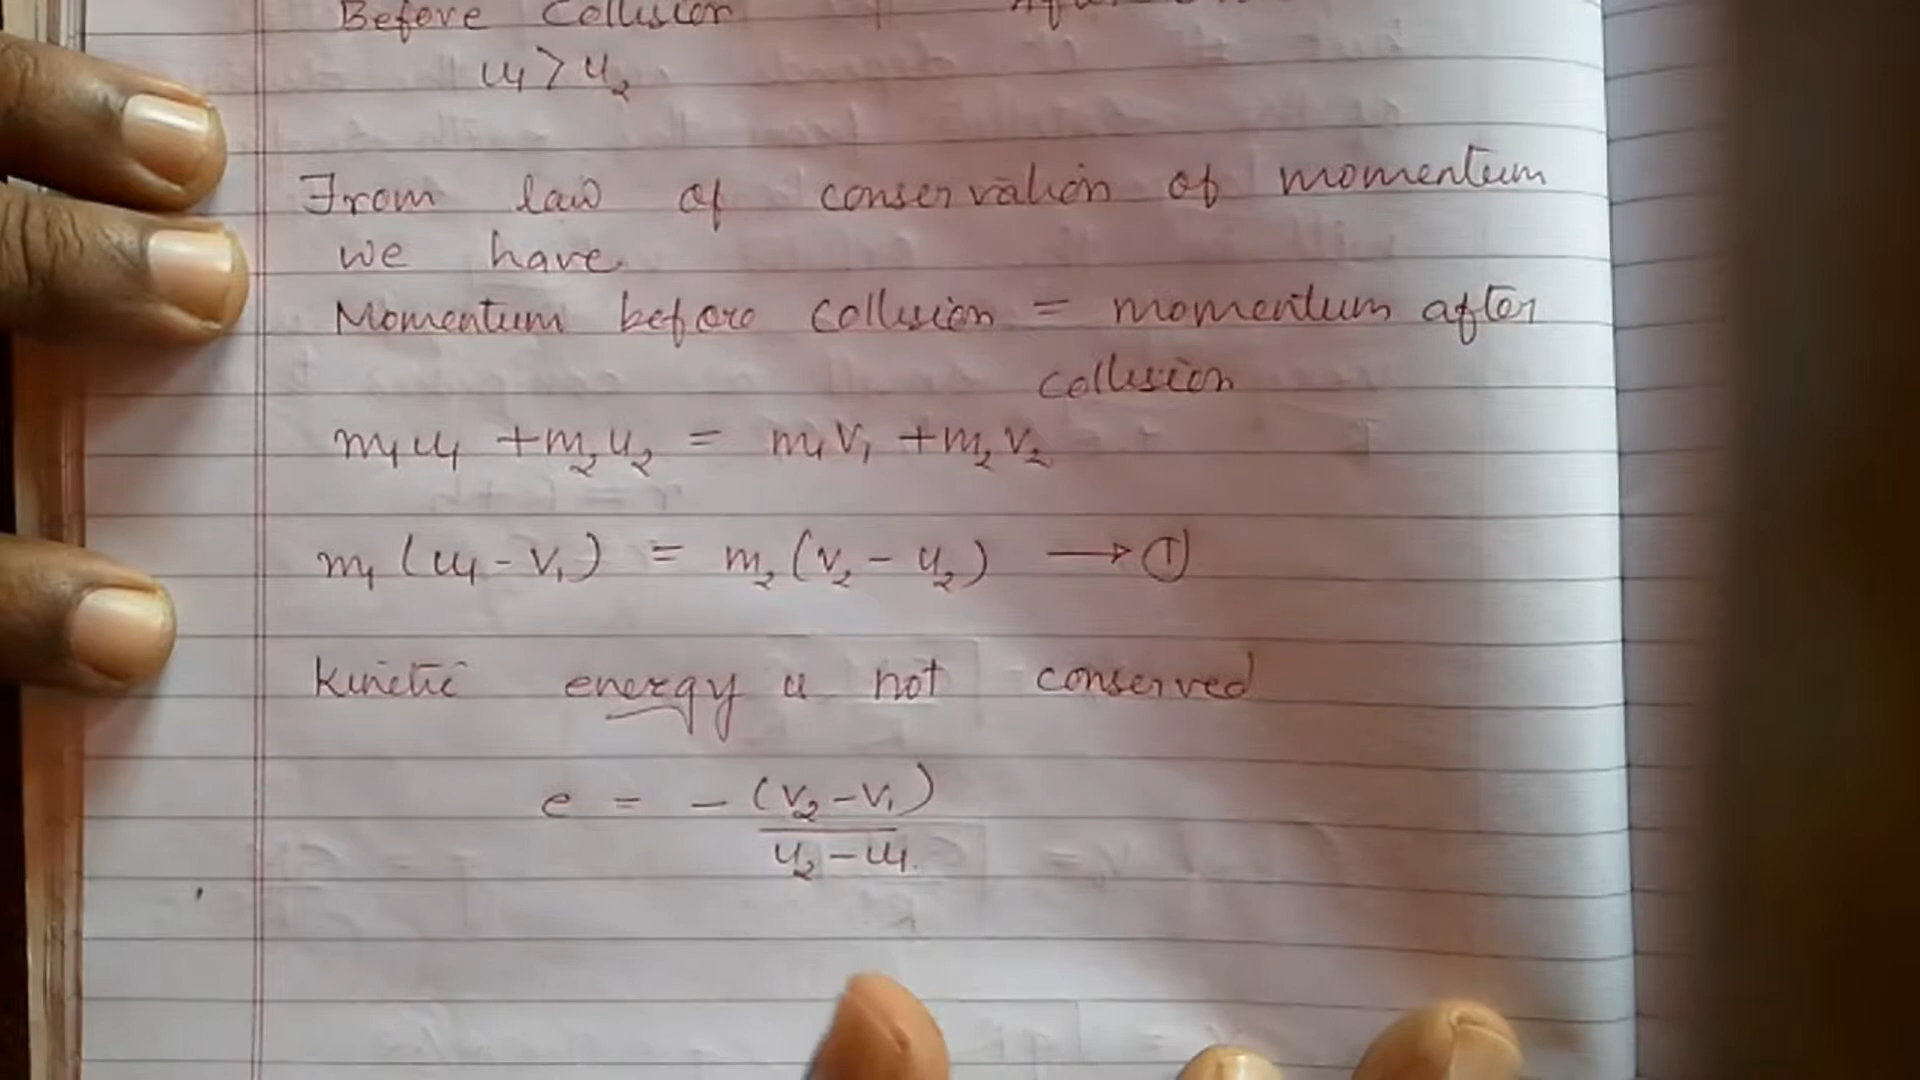 Before Collision
u₁ > u₂
From law of conservation of momentum
we have
Momentum before collision = momentum after
collision
m₁u₁ + m₂u₂ = m₁v₁ + m₂v₂
m₁(u₁ - v₁) = m₂(v₂ - u₂) → ①
Kinetic energy is not conserved
e = -(v₂ - v₁)
u₂ - u₁